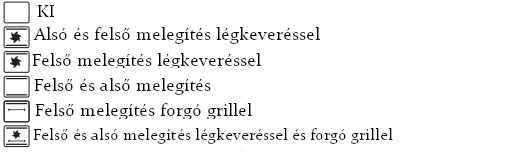 KI
Alsó és felső melegítés légkeveréssel
Felső melegítés légkeveréssel
Felső és alső melegítés
Felső melegítés forgó grillel
Felső és alsó melegítés légkeveréssel és forgó grillel